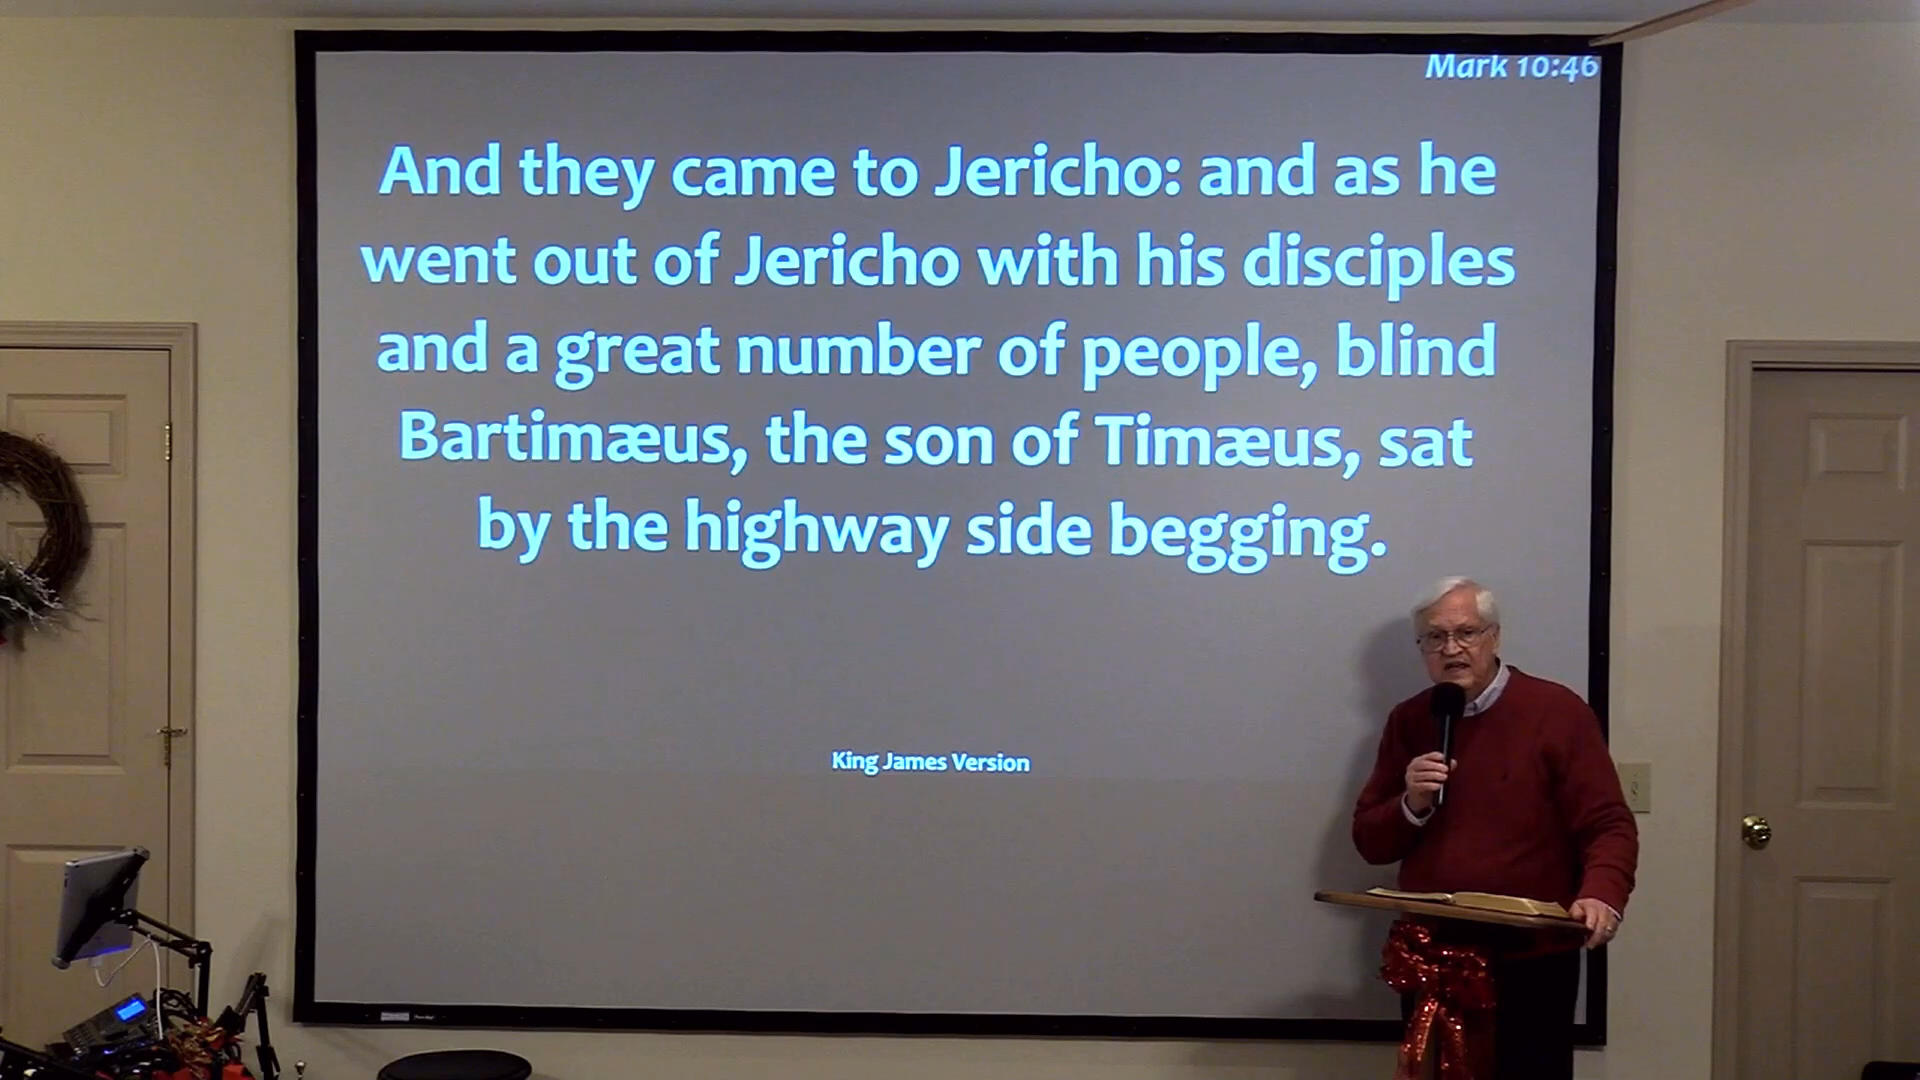 Mark 10:46
And they came to Jericho: and as he
went out of Jericho with his disciples
and a great number of people, blind
Bartimæus, the son of Timæus, sat
by the highway side begging.
King James Version